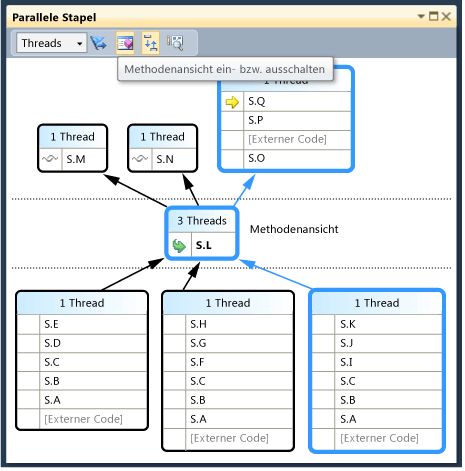 Parallele Stapel
Threads
Methodenansicht ein- bzw. ausschalten
1 Thread
S.Q
S.P
[Externer Code]
S.O
1 Thread
S.M
1 Thread
S.N
3 Threads
S.L
Methodenansicht
1 Thread
S.E
S.D
S.C
S.B
S.A
[Externer Code]
1 Thread
S.H
S.G
S.F
S.C
S.B
S.A
[Externer Code]
1 Thread
S.K
S.J
S.I
S.C
S.B
S.A
[Externer Code]